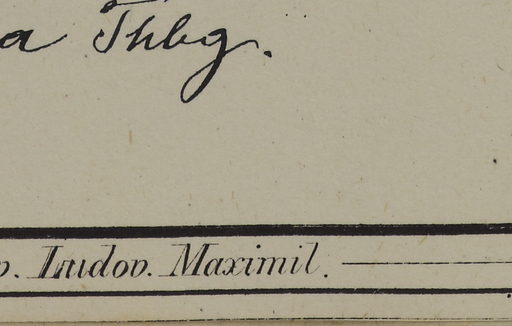 a Thbg.
v. Ludov. Maximil.